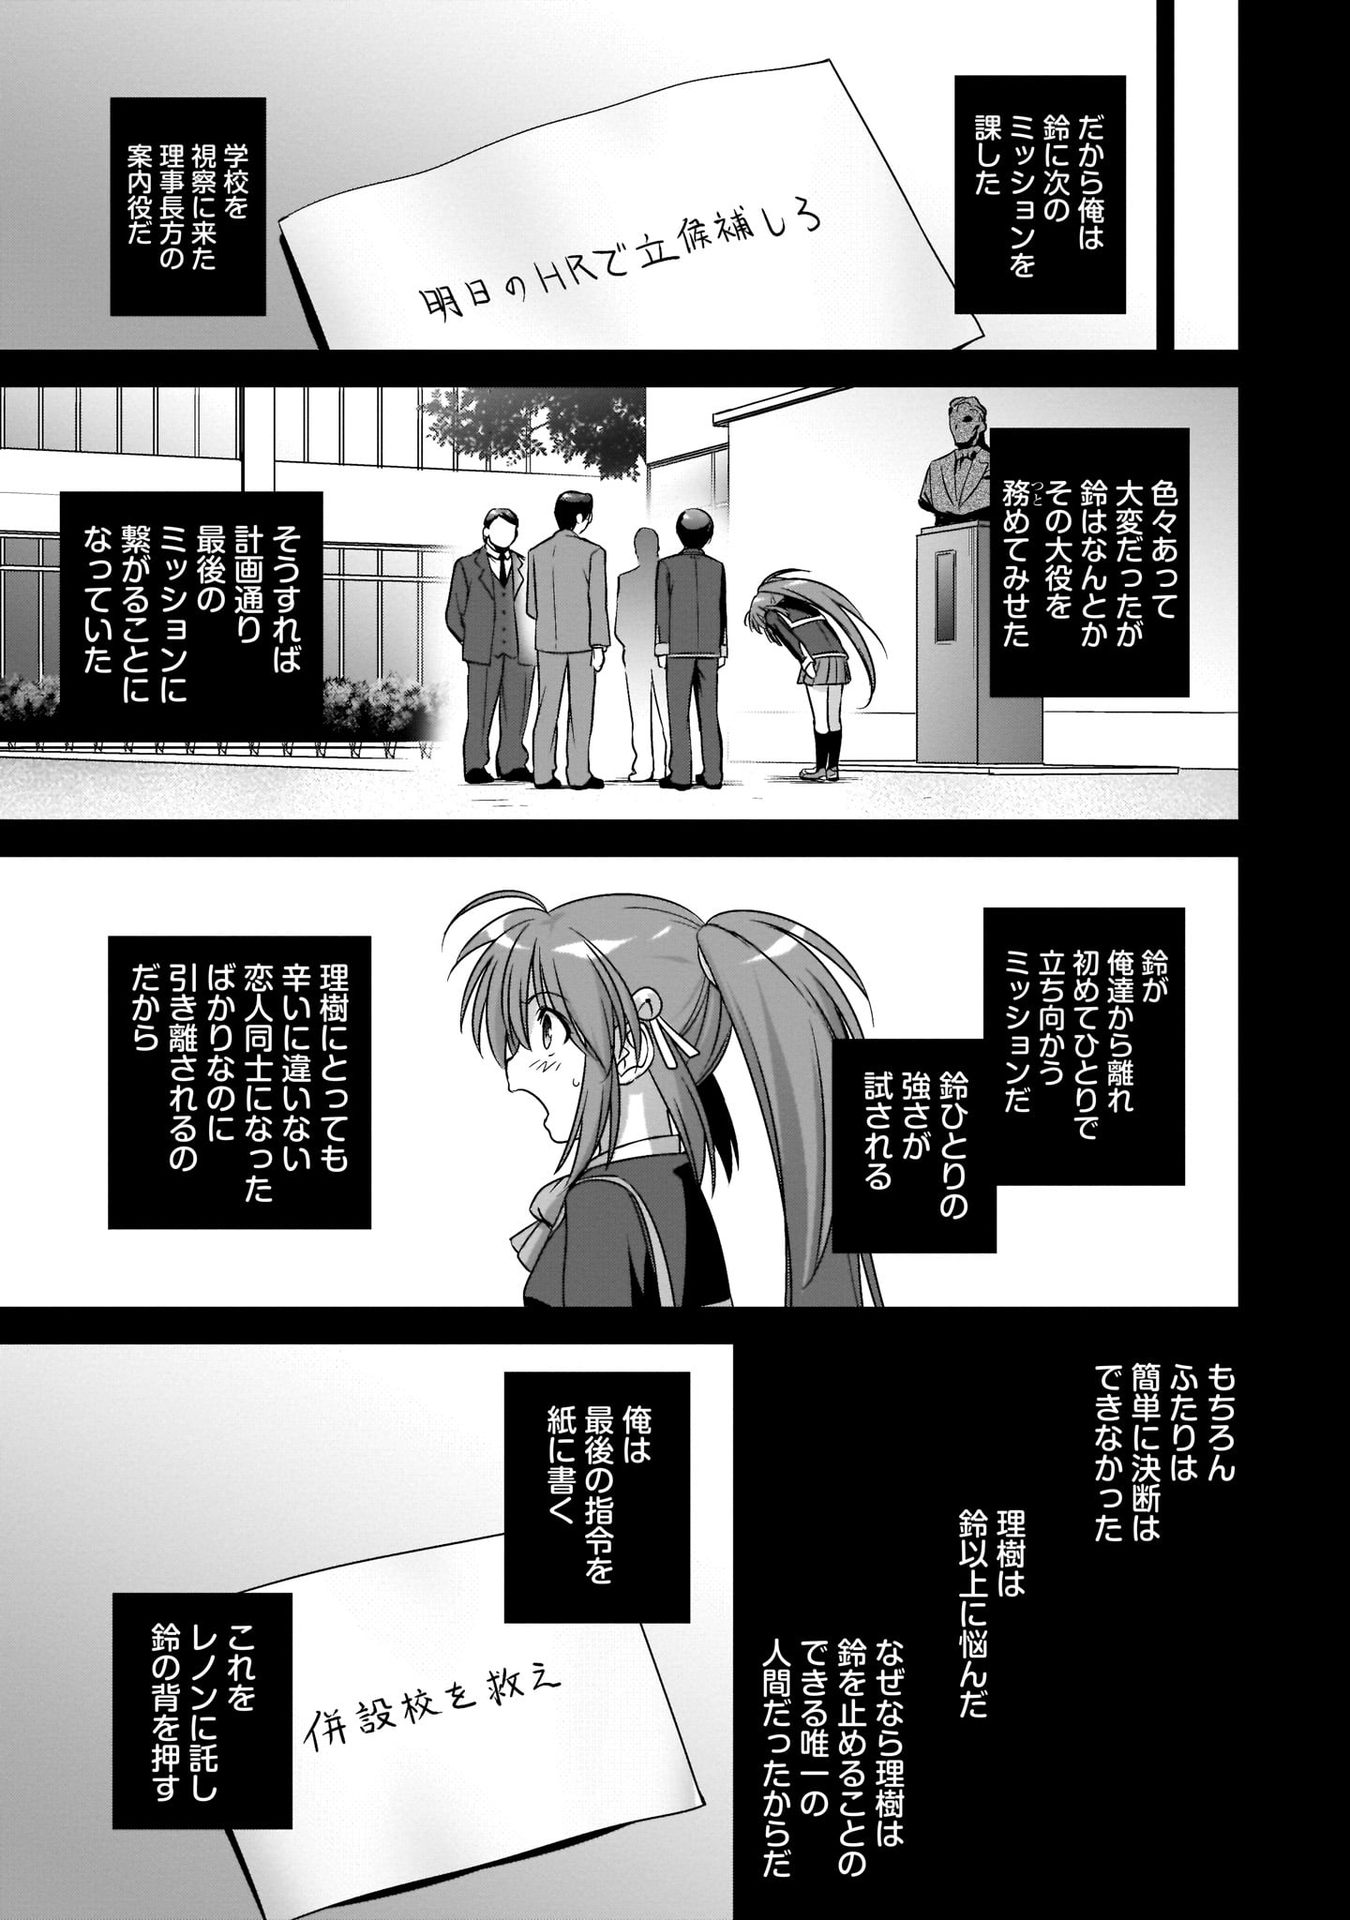 だから俺は
鈴に次の
ミッションを
課した
明日のHRで立候補しろ
学校を
視察に来た
理事長方の
案内役だ
色々あって
大変だったが
鈴はなんとか
その大役を
務めてみせた
つと
そうすれば
計画通り
最後の
ミッションに
繋がることに
なっていた
鈴が
俺達から離れ
初めてひとりで
立ち向かう
ミッションだ
鈴ひとりの
強さが
試される
理樹にとっても
辛いに違いない
恋人同士になった
ばかりなのに
引き離されるの
だから
もちろん
ふたりは
簡単に決断は
できなかった
理樹は
鈴以上に悩んだ
なぜなら理樹は
鈴を止めることの
できる唯一の
人間だったからだ
俺は
最後の指令を
紙に書く
併設校を救え
これを
レノンに託し
鈴の背を押す